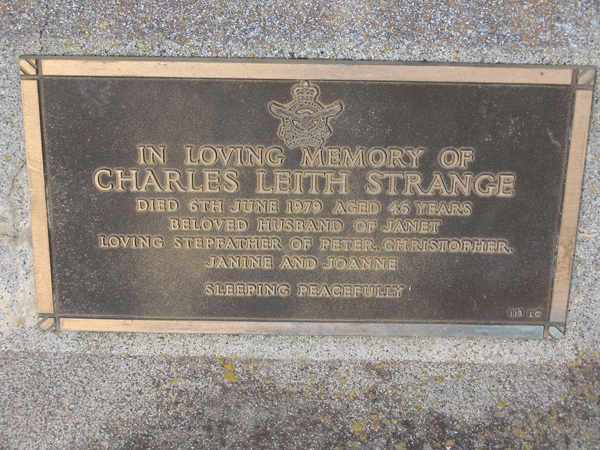 IN LOVING MEMORY OF
CHARLES LEITH STRANGE
DIED 6TH JUNE 1979 AGED 46 YEARS
BELOVED HUSBAND OF JANET
LOVING STEPFATHER OF PETER, CHRISTOPHER,
JANINE AND JOANNE
SLEEPING PEACEFULLY